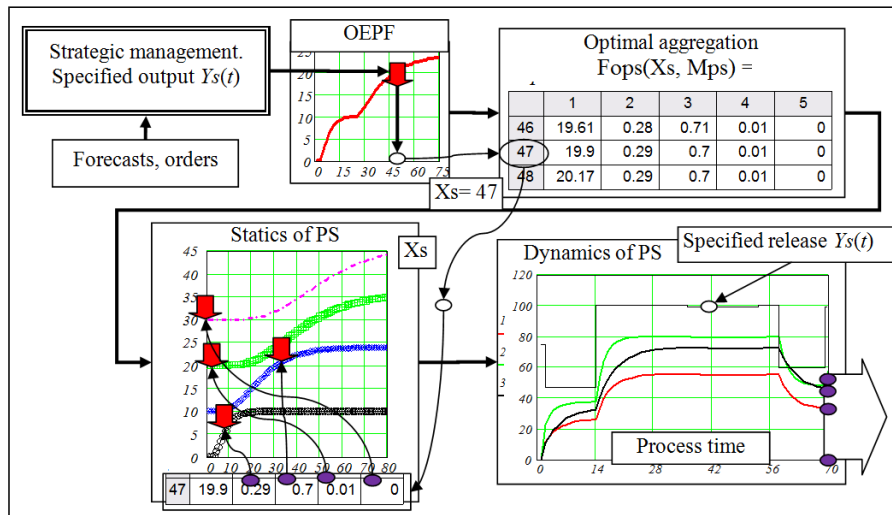 Strategic management.
Specified output Ys(t)
Forecasts, orders
OEPF
25
20
15
10
5
0
0 15 30 45 60 75
Xs= 47
Optimal aggregation
Fops(Xs, Mps) =
1 2 3 4 5
46 19.61 0.28 0.71 0.01 0
47 19.9 0.29 0.7 0.01 0
48 20.17 0.29 0.7 0.01 0
Statics of PS
Xs
45
40
35
30
25
20
15
10
5
0
0 10 20 30 40 50 60 70 80
47 19.9 0.29 0.7 0.01 0
Dynamics of PS
Specified release Ys(t)
120
100
80
60
40
20
0
1
2
3
0 14 28 42 56 70
Process time